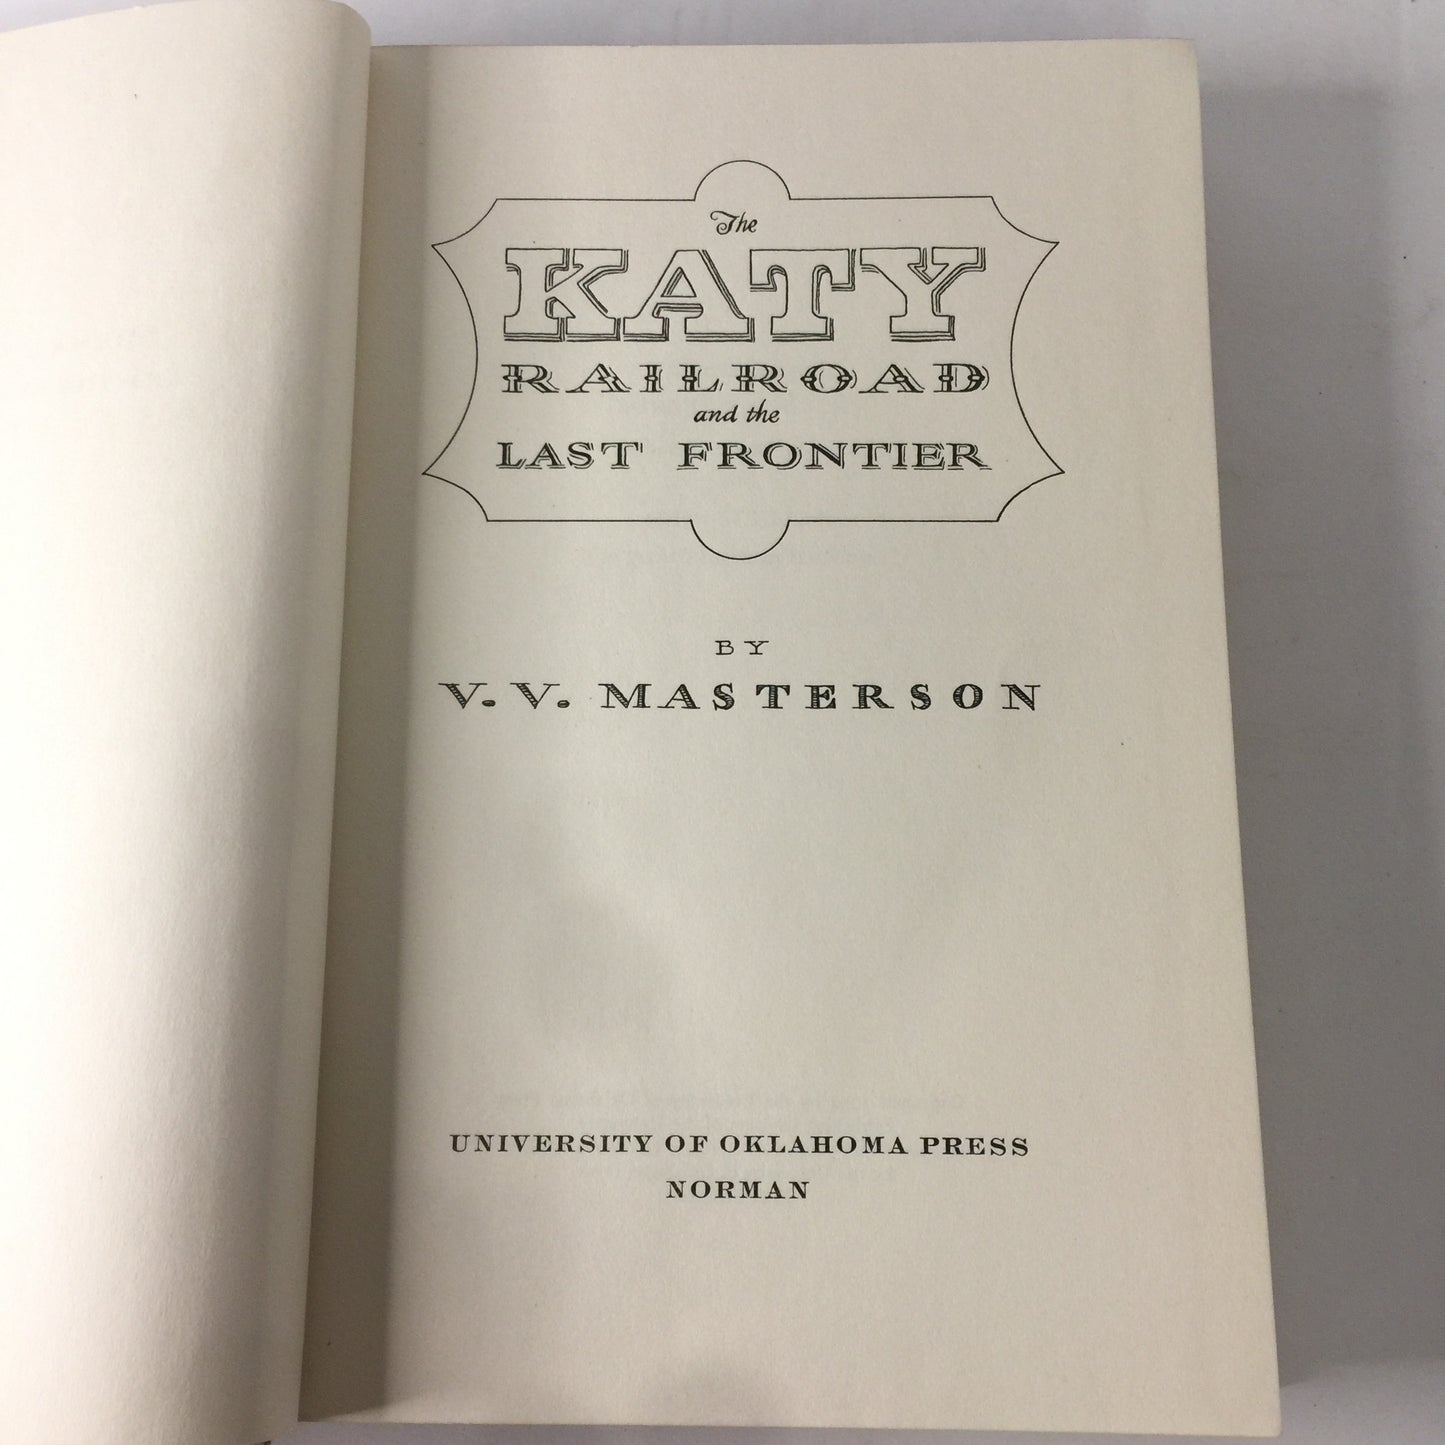 The
KATY
RAILROAD
and the
LAST FRONTIER
BY
V. V. MASTERSON
UNIVERSITY OF OKLAHOMA PRESS
NORMAN